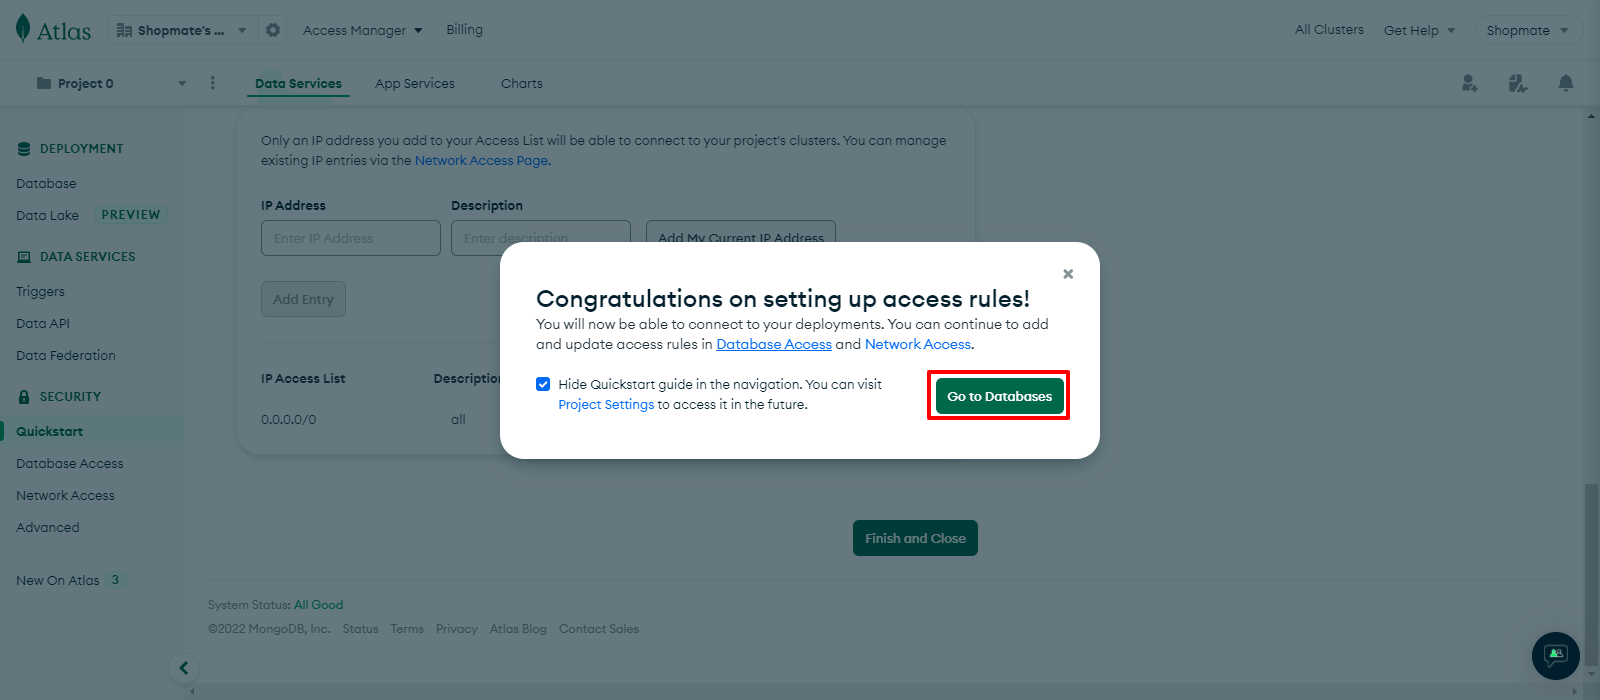 Atlas
Shopmate's ...
Access Manager
Billing
All Clusters
Get Help
Shopmate
Project 0
Data Services
App Services
Charts
DEPLOYMENT
Database
Data Lake PREVIEW
DATA SERVICES
Triggers
Data API
Data Federation
SECURITY
Quickstart
Database Access
Network Access
Advanced
New On Atlas 3
Only an IP address you add to your Access List will be able to connect to your project's clusters. You can manage
existing IP entries via the Network Access Page.
IP Address
Description
Enter IP Address
Enter description
Add My Current IP Address
Add Entry
IP Access List
Description
0.0.0.0/0
all
Congratulations on setting up access rules!
You will now be able to connect to your deployments. You can continue to add
and update access rules in Database Access and Network Access.
Hide Quickstart guide in the navigation. You can visit
Project Settings to access it in the future.
Go to Databases
Finish and Close
System Status: All Good
©2022 MongoDB, Inc. Status Terms Privacy Atlas Blog Contact Sales